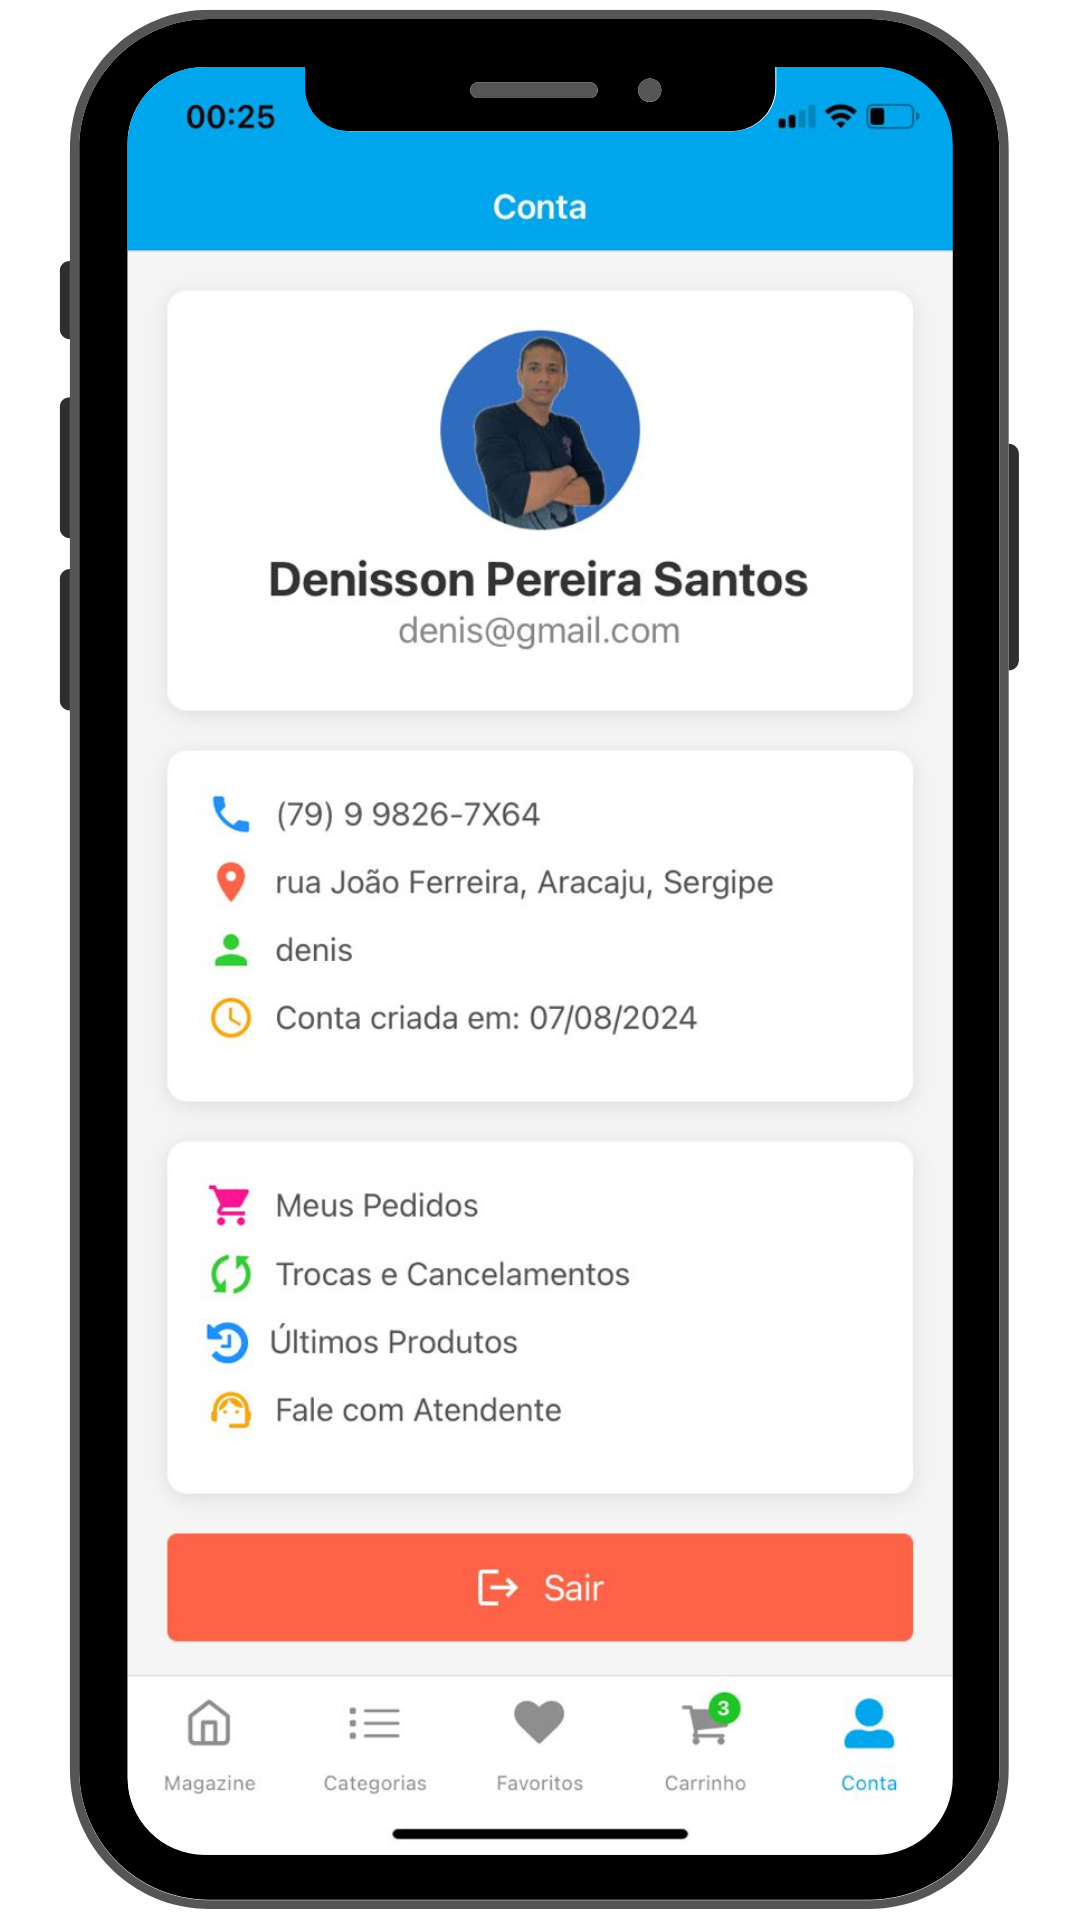 00:25
Conta
Denisson Pereira Santos
denis@gmail.com
(79) 9 9826-7X64
rua João Ferreira, Aracaju, Sergipe
denis
Conta criada em: 07/08/2024
Meus Pedidos
Trocas e Cancelamentos
Últimos Produtos
Fale com Atendente
Sair
3
Magazine
Categorias
Favoritos
Carrinho
Conta